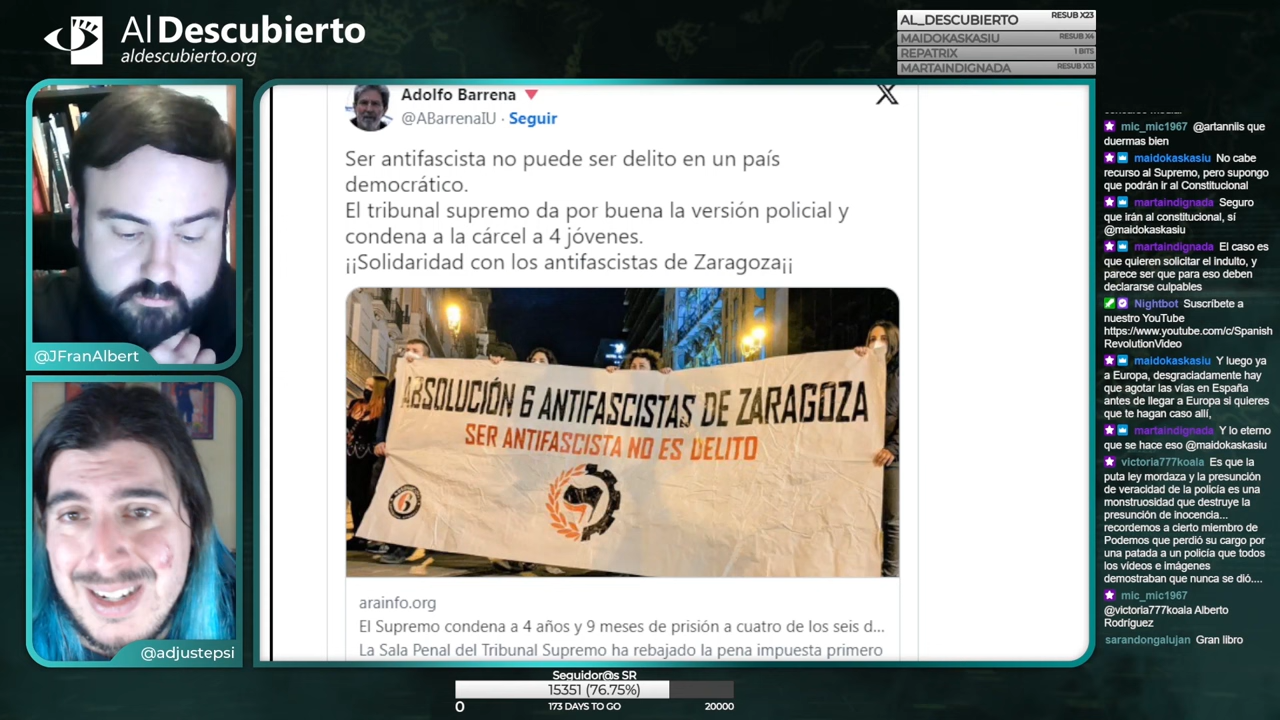 Al Descubierto
aldescubierto.org
AL_DESCUBIERTO RESUB X23
MAIDOKASKASIU RESUB X4
REPATRIX 1 BITS
MARTAINDIGNADA RESUB X13
@JFranAlbert
@adjustepsi
Adolfo Barrena
@ABarrenaIU · Seguir
X
Ser antifascista no puede ser delito en un país
democrático.
El tribunal supremo da por buena la versión policial y
condena a la cárcel a 4 jóvenes.
¡¡Solidaridad con los antifascistas de Zaragoza¡¡
ABSOLUCIÓN 6 ANTIFASCISTAS DE ZARAGOZA
SER ANTIFASCISTA NO ES DELITO
6
arainfo.org
El Supremo condena a 4 años y 9 meses de prisión a cuatro de los seis d...
La Sala Penal del Tribunal Supremo ha rebajado la pena impuesta primero
mic_mic1967 @artanniis que
duermas bien
maidokaskasiu No cabe
recurso al Supremo, pero supongo
que podrán ir al Constitucional
martaindignada Seguro
que irán al constitucional, sí
@maidokaskasiu
martaindignada El caso es
que quieren solicitar el indulto, y
parece ser que para eso deben
declararse culpables
Nightbot Suscríbete a
nuestro YouTube
https://www.youtube.com/c/Spanish
RevolutionVideo
maidokaskasiu Y luego ya
a Europa, desgraciadamente hay
que agotar las vías en España
antes de llegar a Europa si quieres
que te hagan caso allí,
martaindignada Y lo eterno
que se hace eso @maidokaskasiu
victoria777koala Es que la
puta ley mordaza y la presunción
de veracidad de la policía es una
monstruosidad que destruye la
presunción de inocencia...
recordemos a cierto miembro de
Podemos que perdió su cargo por
una patada a un policía que todos
los vídeos e imágenes
demostraban que nunca se dió....
mic_mic1967
@victoria777koala Alberto
Rodríguez
sarandongalujan Gran libro
Seguidor@s SR
15351 (76.75%)
0 173 DAYS TO GO 20000